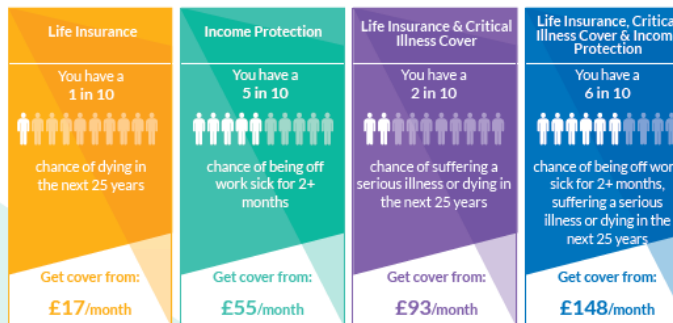 Life Insurance
You have a
1 in 10
chance of dying in
the next 25 years
Get cover from:
£17/month
Income Protection
You have a
5 in 10
chance of being off
work sick for 2+
months
Get cover from:
£55/month
Life Insurance & Critical
Illness Cover
You have a
2 in 10
chance of suffering a
serious illness or dying in
the next 25 years
Get cover from:
£93/month
Life Insurance, Critica
Illness Cover & Incom
Protection
You have a
6 in 10
chance of being off wor
sick for 2+ months,
suffering a serious
illness or dying in the
next 25 years
Get cover from:
£148/month